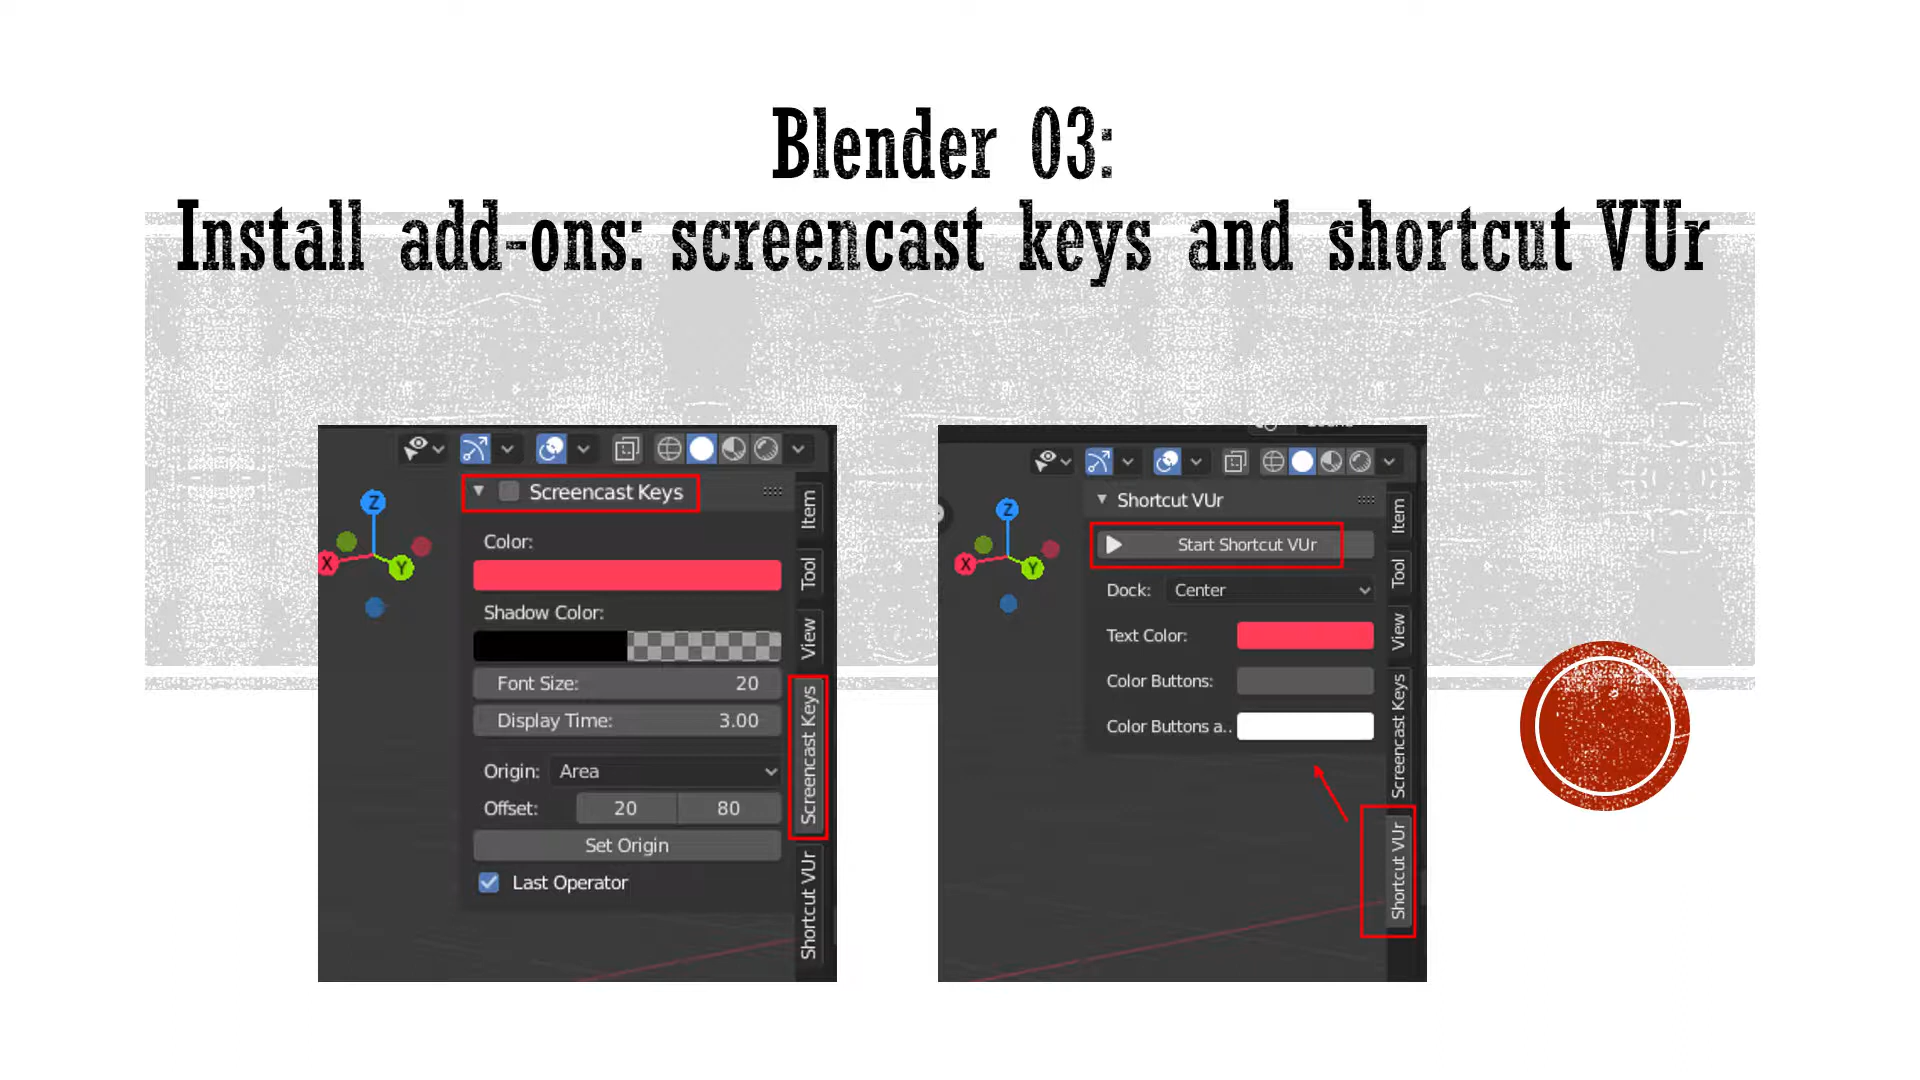 Blender 03:
Install add-ons: screencast keys and shortcut VUr
Screencast Keys
Color:
Shadow Color:
Font Size: 20
Display Time: 3.00
Origin: Area
Offset: 20 80
Set Origin
Last Operator
Z
X
Y
Item
Tool
View
Screencast Keys
Shortcut VUr
Shortcut VUr
Start Shortcut VUr
Dock: Center
Text Color:
Color Buttons:
Color Buttons a..
Z
X
Y
Item
Tool
View
Screencast Keys
Shortcut VUr